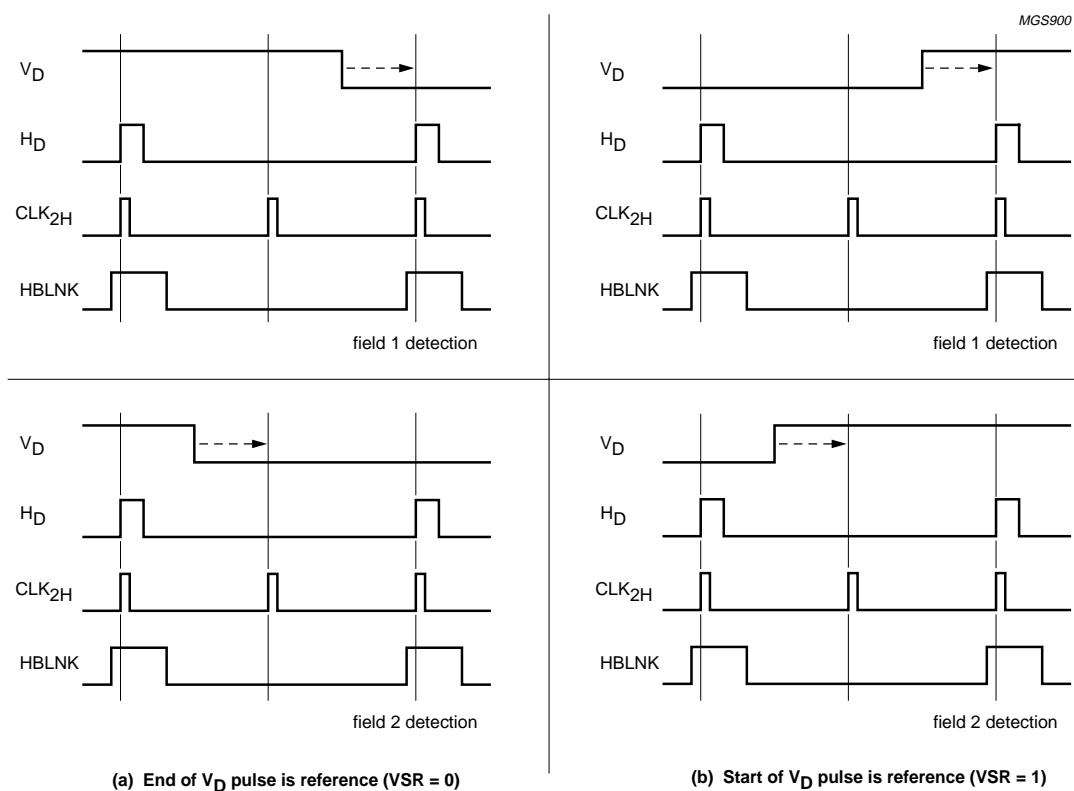 MGS900
VD
HD
CLK2H
HBLNK
field 1 detection
VD
HD
CLK2H
HBLNK
field 1 detection
VD
HD
CLK2H
HBLNK
field 2 detection
VD
HD
CLK2H
HBLNK
field 2 detection
(a) End of VD pulse is reference (VSR = 0)
(b) Start of VD pulse is reference (VSR = 1)